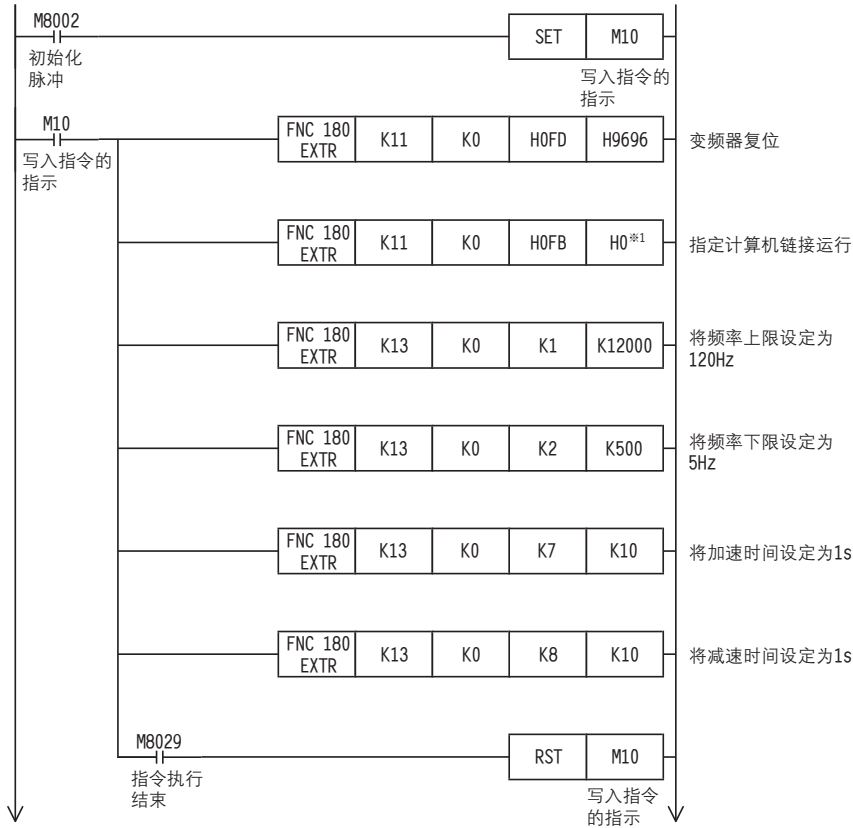 M8002
SET M10
初始化
脉冲
写入指令的
指示
M10
写入指令的
指示
FNC 180
EXTR K11 K0 H0FD H9696
变频器复位
FNC 180
EXTR K11 K0 H0FB H0※1
指定计算机链接运行
FNC 180
EXTR K13 K0 K1 K12000
将频率上限设定为
120Hz
FNC 180
EXTR K13 K0 K2 K500
将频率下限设定为
5Hz
FNC 180
EXTR K13 K0 K7 K10
将加速时间设定为1s
FNC 180
EXTR K13 K0 K8 K10
将减速时间设定为1s
M8029
RST M10
指令执行
结束
写入指令
的指示